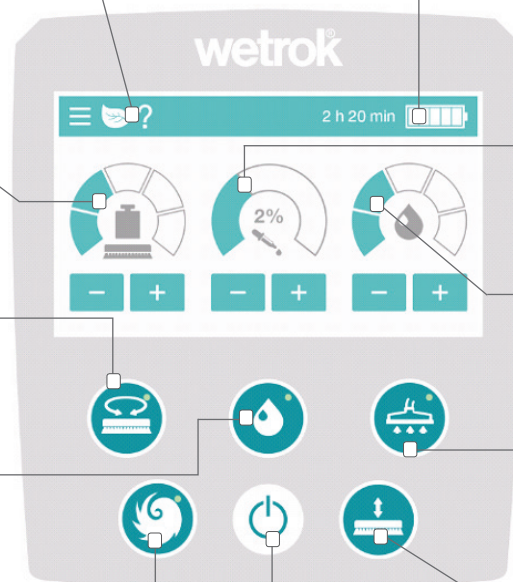 wetrok®
? 2 h 20 min
2%
− + − + − +